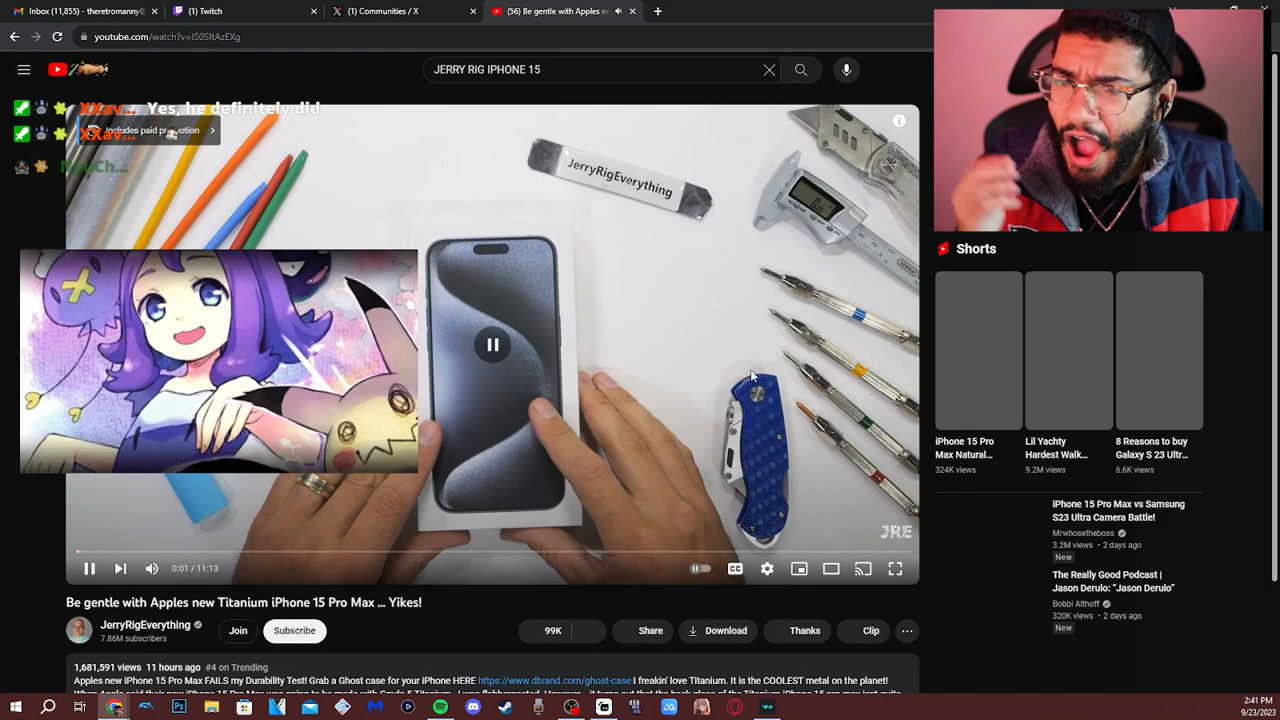 Inbox (11,855) - theretromanny@
Twitch
(1) Communities / X
(56) Be gentle with Apples new
youtube.com/watch?v=IS0SItAzEXg
JERRY RIG IPHONE 15
XXav... Yes, he definitely did
Includes paid promotion
XXav...
JerryRigEverything
JRE
0:01 / 11:13
CC
Be gentle with Apples new Titanium iPhone 15 Pro Max ... Yikes!
JerryRigEverything
7.86M subscribers
Join
Subscribe
99K
Share
Download
Thanks
Clip
1,681,591 views 11 hours ago #4 on Trending
Apples new iPhone 15 Pro Max FAILS my Durability Test! Grab a Ghost case for your iPhone HERE https://www.dbrand.com/ghost-case I freakin' love Titanium. It is the COOLEST metal on the planet!
Shorts
iPhone 15 Pro
Max Natural...
324K views
Lil Yachty
Hardest Walk...
9.2M views
8 Reasons to buy
Galaxy S 23 Ultr...
6.6K views
iPhone 15 Pro Max vs Samsung
S23 Ultra Camera Battle!
Mrwhosetheboss
3.2M views • 2 days ago
New
The Really Good Podcast |
Jason Derulo: "Jason Derulo"
Bobbi Althoff
320K views • 2 days ago
New
2:41 PM
9/23/2023